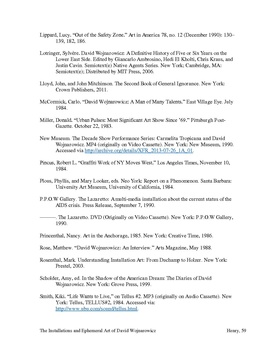 Lippard, Lucy, "Out of the Safety Zone," Art in America 78, no. 12 (December 1990): 130-
139, 182, 186.
Lotringer, Sylvère. David Wojnarowicz: A Definitive History of Five or Six Years on the
Lower East Side. Edited by Giancarlo Ambrosino, Hedi El Kholti, Chris Kraus, and
Justin Cavin. Semiotext(e) Native Agents Series. New York; Cambridge, MA:
Semiotext(e); Distributed by MIT Press, 2006.
Lloyd, John, and John Mitchinson. The Second Book of General Ignorance. New York:
Crown Publishers, 2011.
McCormick, Carlo. "David Wojnarowicz: A Man of Many Talents." East Village Eye. July
1984.
Miller, Donald. "Urban 'Pulses: Most Significant Art Show Since '69." Pittsburgh Post-
Gazette. October 22, 1983.
New Museum. The Decade Show Performance Series: Carmelita Tropicana and David
Wojnarowicz. MP4 (originally on Video Cassette). New York: New Museum, 1990.
Accessed via http://archive.org/details/XFR_2013-07-26_1A_01.
Pincus, Robert L. "Graffiti Work of NY Moves West." Los Angeles Times, November 10,
1984.
Plous, Phyllis, and Mary Looker, eds. Neo York: Report on a Phenomenon. Santa Barbara:
University Art Museum, University of California, 1984.
P.P.O.W Gallery. The Lazaretto: A multi-media installation about the current status of the
AIDS crisis. Press Release, September 7, 1990.
———. The Lazaretto. DVD (Originally on Video Cassette). New York: P.P.O.W Gallery,
1990.
Princenthal, Nancy. Art in the Anchorage, 1985. New York: Creative Time, 1986.
Rose, Matthew. "David Wojnarowicz: An Interview." Arts Magazine, May 1988.
Rosenthal, Mark. Understanding Installation Art: From Duchamp to Holzer. New York:
Prestel, 2003.
Scholder, Amy, ed. In the Shadow of the American Dream: The Diaries of David
Wojnarowicz. New York: Grove Press, 1999.
Smith, Kiki, "Life Wants to Live," on Tellus #2. MP3 (originally on Audio Cassette). New
York: Tellus, 1984. Accessed via:
http://www.ubu.com/sound/tellus.html.
The Installations and Ephemeral Art of David Wojnarowicz Henry, 59